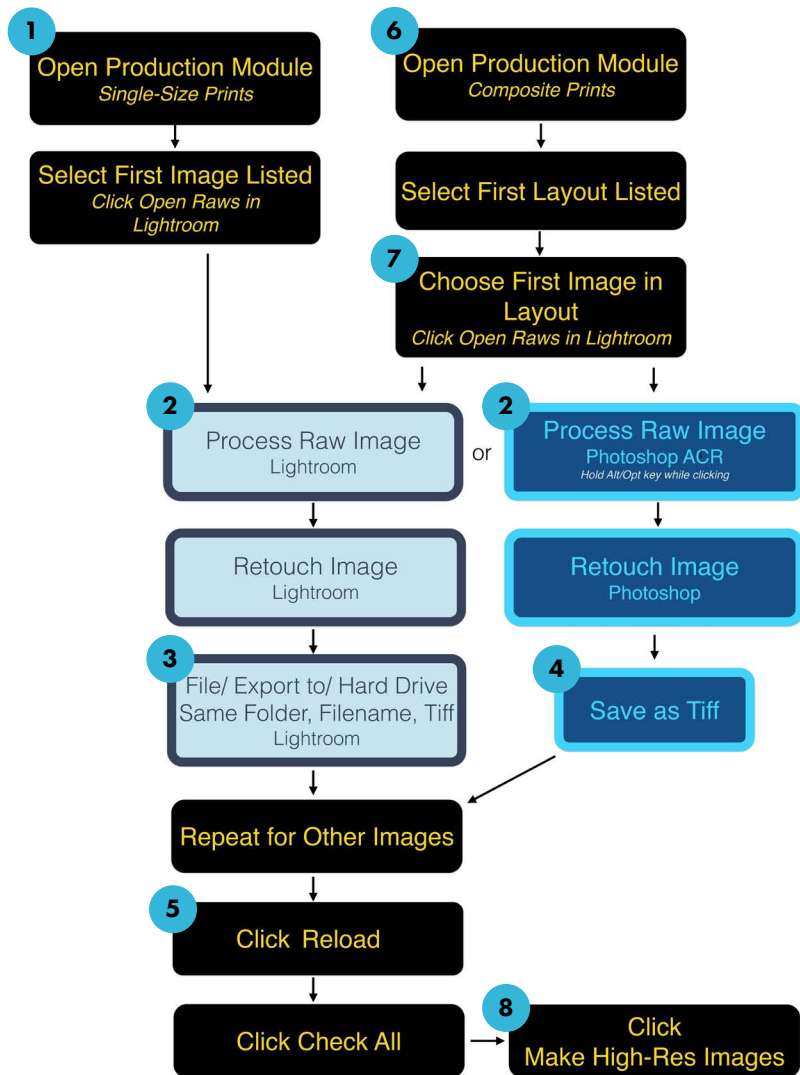 1
Open Production Module
Single-Size Prints
Select First Image Listed
Click Open Raws in
Lightroom
6
Open Production Module
Composite Prints
Select First Layout Listed
7
Choose First Image in
Layout
Click Open Raws in Lightroom
2
Process Raw Image
Lightroom
or
2
Process Raw Image
Photoshop ACR
Hold Alt/Opt key while clicking
Retouch Image
Lightroom
Retouch Image
Photoshop
3
File/ Export to/ Hard Drive
Same Folder, Filename, Tiff
Lightroom
4
Save as Tiff
Repeat for Other Images
5
Click Reload
Click Check All
8
Click
Make High-Res Images